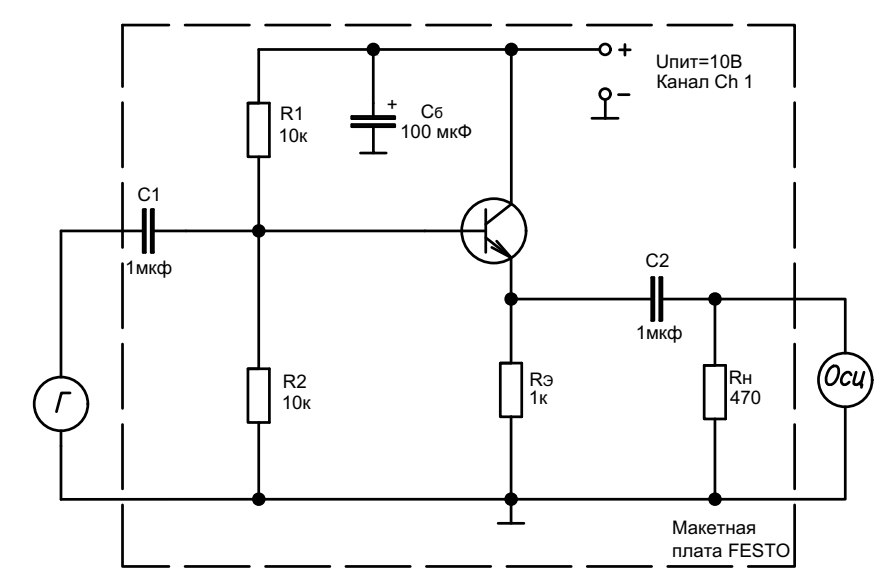 +
Uпит=10В
Канал Ch 1
–
R1
10к
+
Cб
100 мкФ
C1
1мкф
C2
1мкф
Г
R2
10к
Rэ
1к
Rн
470
Осц
Макетная
плата FESTO